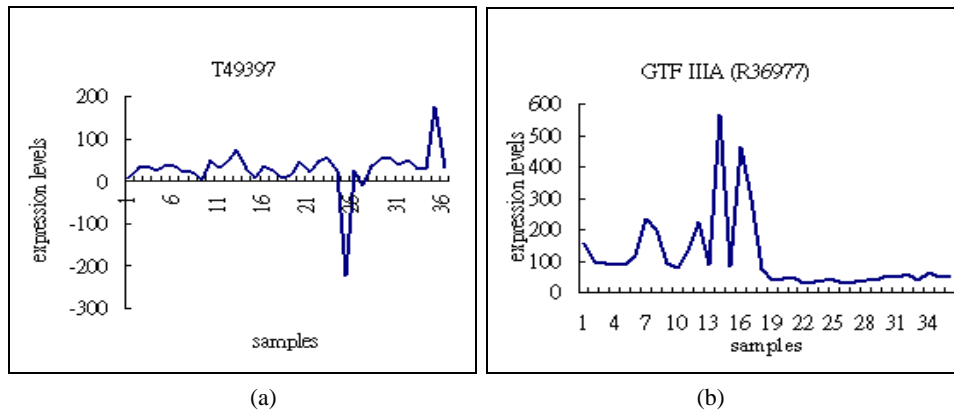 T49397
200
100
0
-100
-200
-300
expression levels
1
6
11
16
21
26
31
36
samples
(a)
GTF IIIA (R36977)
600
500
400
300
200
100
0
expression levels
1 4 7 10 13 16 19 22 25 28 31 34
samples
(b)